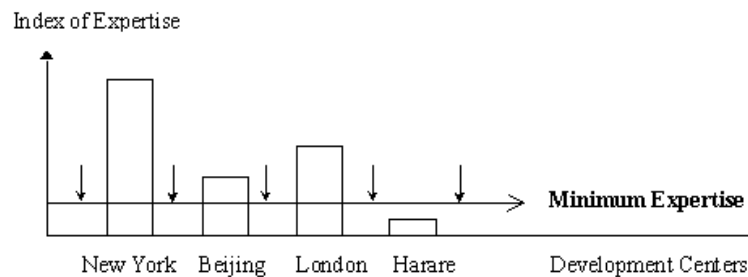 Index of Expertise
Minimum Expertise
New York Beijing London Harare Development Centers